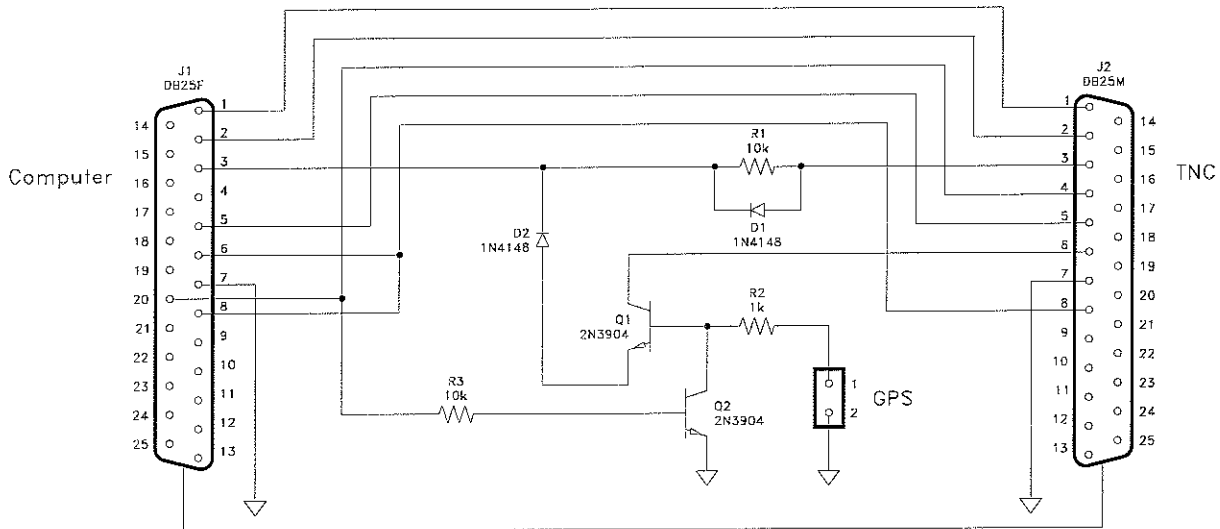 J1
DB25F
1
14
2
15
3
16
4
17
5
18
6
19
7
20
8
21
9
22
10
23
11
24
12
25
13
Computer
R1
10k
D1
1N4148
D2
1N4148
Q1
2N3904
R2
1k
R3
10k
Q2
2N3904
1
2
GPS
J2
DB25M
1
14
2
15
3
16
4
17
5
18
6
19
7
20
8
21
9
22
10
23
11
24
12
25
13
TNC